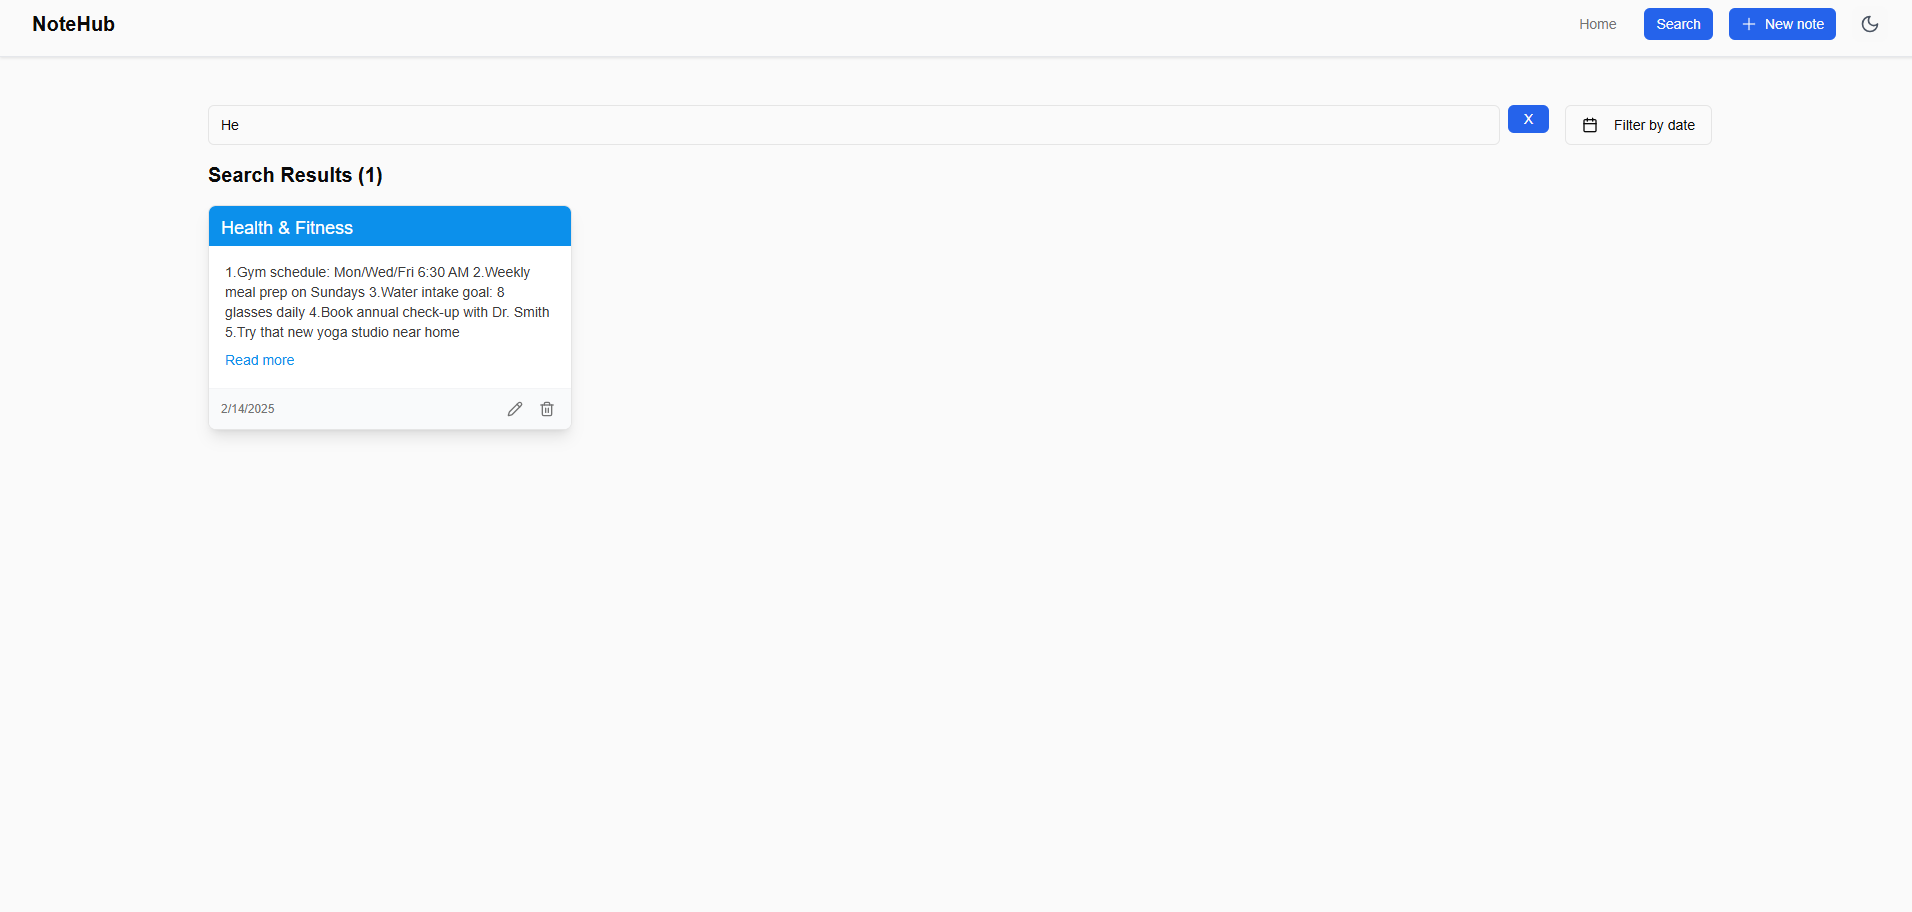 NoteHub
Home
Search
New note
He
X
Filter by date
Search Results (1)
Health & Fitness
1.Gym schedule: Mon/Wed/Fri 6:30 AM 2.Weekly
meal prep on Sundays 3.Water intake goal: 8
glasses daily 4.Book annual check-up with Dr. Smith
5.Try that new yoga studio near home
Read more
2/14/2025